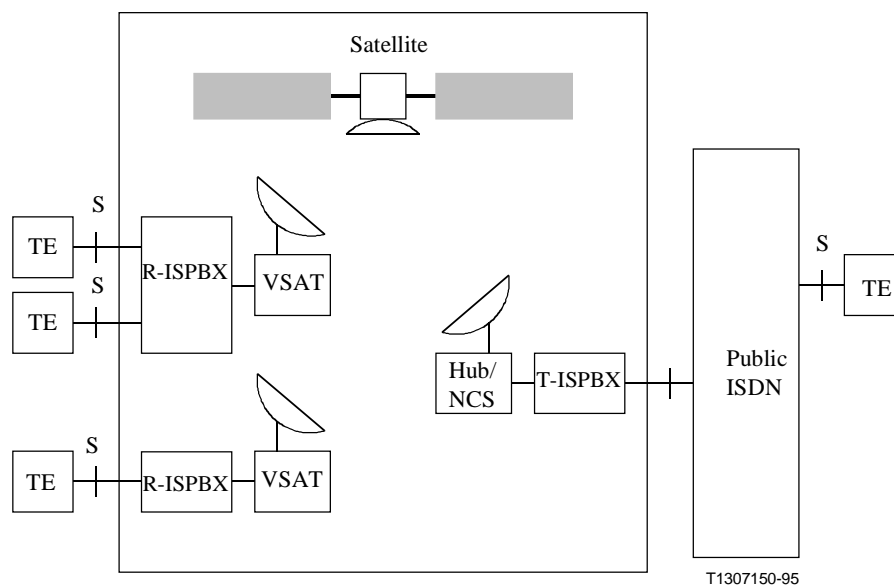 Satellite
S
TE
R-ISPBX
VSAT
S
TE
S
TE
Hub/
NCS
T-ISPBX
Public
ISDN
S
TE
R-ISPBX
VSAT
T1307150-95